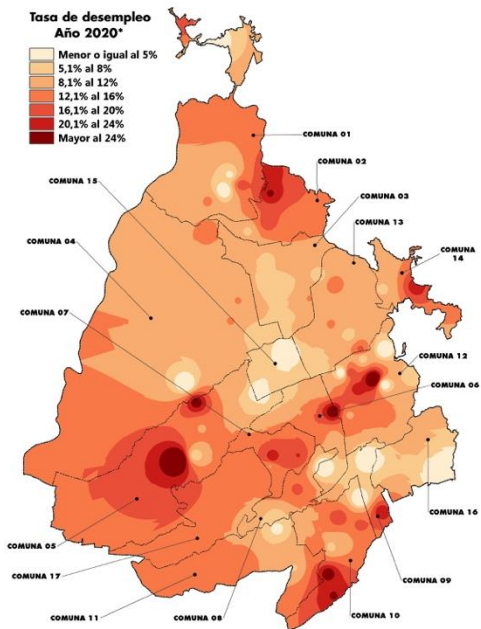 Tasa de desempleo
Año 2020*
Menor o igual al 5%
5,1% al 8%
8,1% al 12%
12,1% al 16%
16,1% al 20%
20,1% al 24%
Mayor al 24%
COMUNA 01
COMUNA 02
COMUNA 15
COMUNA 03
COMUNA 13
COMUNA 04
COMUNA
14
COMUNA 07
COMUNA 12
COMUNA 06
COMUNA 16
COMUNA 05
COMUNA 09
COMUNA 17
COMUNA 11
COMUNA 08
COMUNA 10